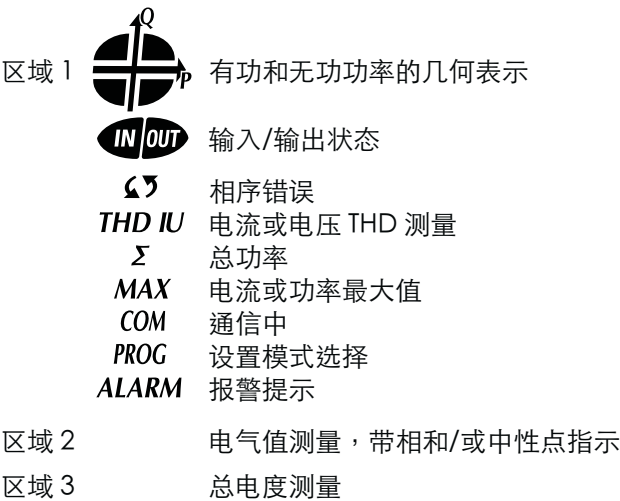 Q
区域 1 P 有功和无功功率的几何表示
IN OUT 输入/输出状态
相序错误
THD IU 电流或电压 THD 测量
Σ 总功率
MAX 电流或功率最大值
COM 通信中
PROG 设置模式选择
ALARM 报警提示
区域 2 电气值测量，带相和/或中性点指示
区域 3 总电度测量